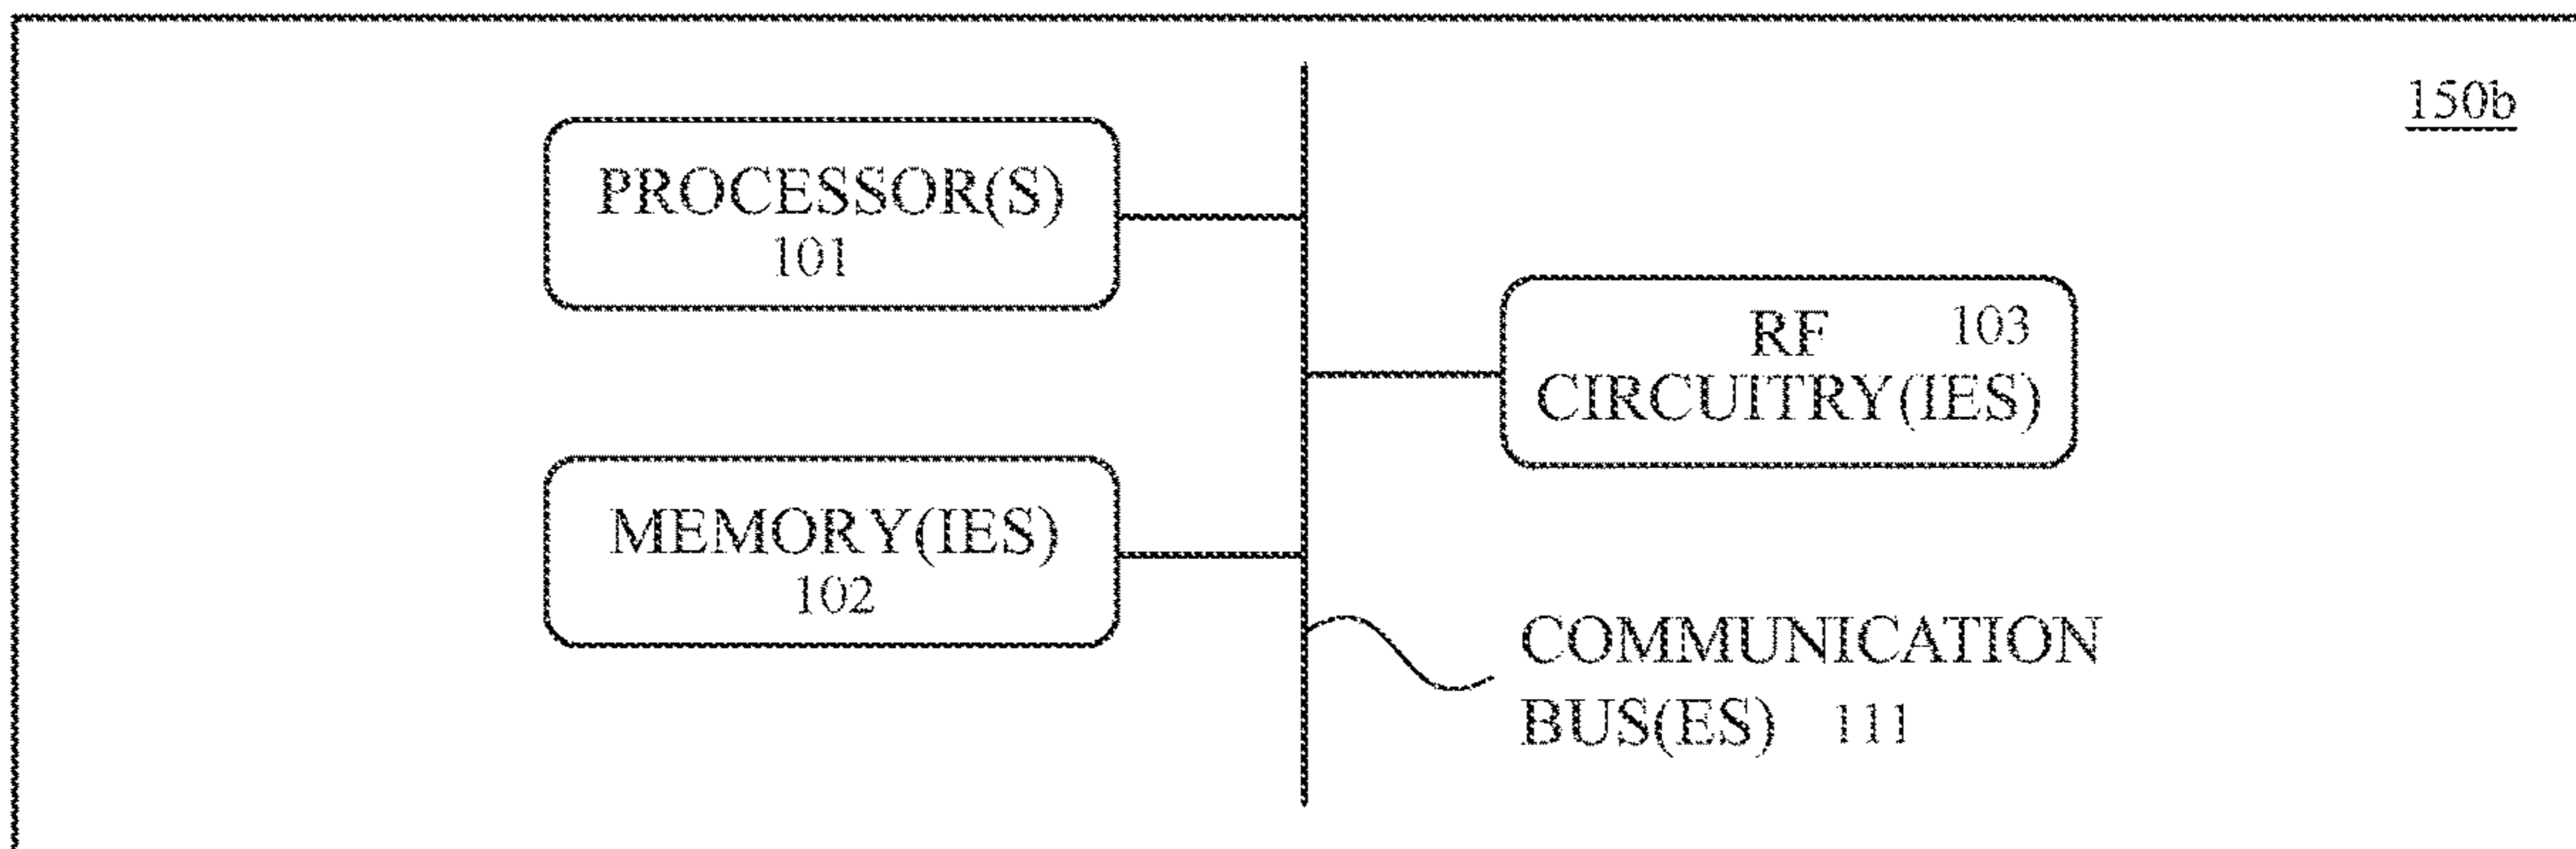 150b
PROCESSOR(S)
101
RF 103
CIRCUITRY(IES)
MEMORY(IES)
102
COMMUNICATION
BUS(ES) 111